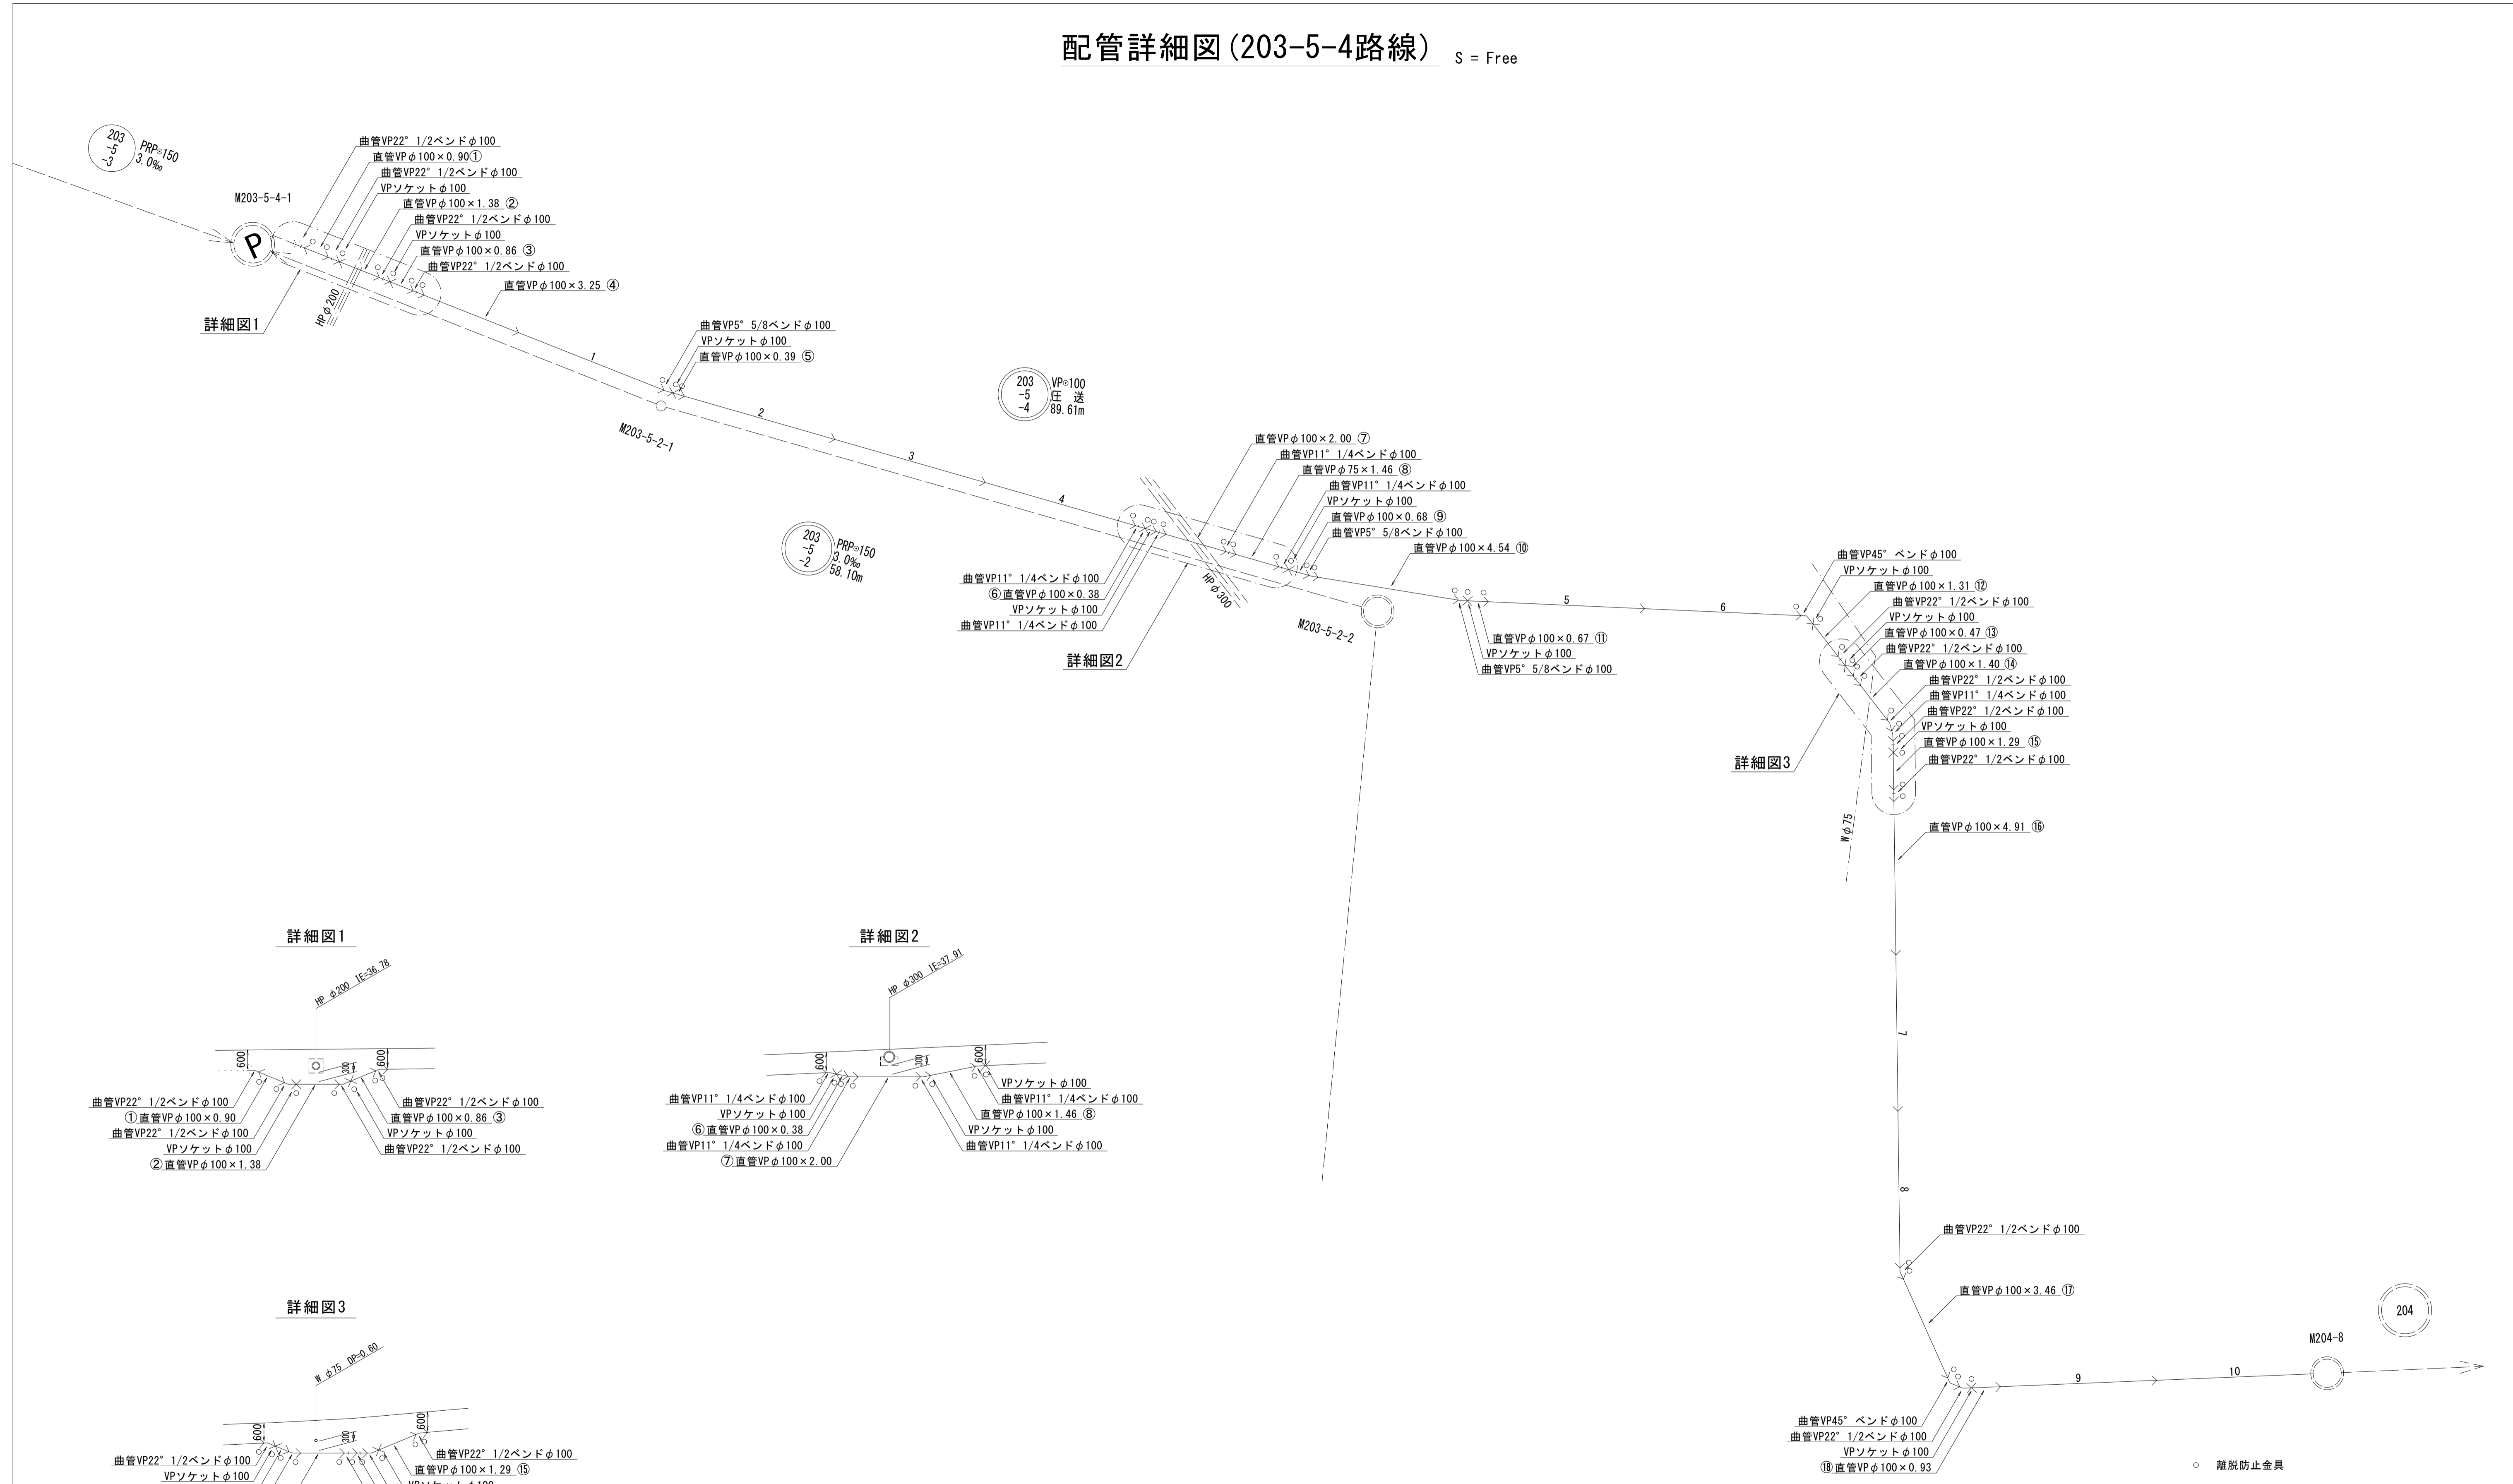 配管詳細図(203-5-4路線)
S = Free
203
-5
-3
PRP⊙150
3.0‰
M203-5-4-1
P
曲管VP22° 1/2ベンドφ100
直管VPφ100×0.90①
曲管VP22° 1/2ベンドφ100
VPソケットφ100
直管VPφ100×1.38 ②
曲管VP22° 1/2ベンドφ100
VPソケットφ100
直管VPφ100×0.86 ③
曲管VP22° 1/2ベンドφ100
直管VPφ100×3.25 ④
HPφ200
詳細図1
1
曲管VP5° 5/8ベンドφ100
VPソケットφ100
直管VPφ100×0.39 ⑤
M203-5-2-1
2
203
-5
-4
VP⊙100
圧 送
89.61m
3
203
-5
-2
PRP⊙150
3.0‰
58.10m
4
直管VPφ100×2.00 ⑦
曲管VP11° 1/4ベンドφ100
直管VPφ75×1.46 ⑧
曲管VP11° 1/4ベンドφ100
VPソケットφ100
直管VPφ100×0.68 ⑨
曲管VP5° 5/8ベンドφ100
直管VPφ100×4.54 ⑩
曲管VP11° 1/4ベンドφ100
⑥直管VPφ100×0.38
VPソケットφ100
曲管VP11° 1/4ベンドφ100
HPφ300
詳細図2
M203-5-2-2
5
6
直管VPφ100×0.67 ⑪
VPソケットφ100
曲管VP5° 5/8ベンドφ100
曲管VP45° ベンドφ100
VPソケットφ100
直管VPφ100×1.31 ⑫
曲管VP22° 1/2ベンドφ100
VPソケットφ100
直管VPφ100×0.47 ⑬
曲管VP22° 1/2ベンドφ100
直管VPφ100×1.40 ⑭
曲管VP22° 1/2ベンドφ100
曲管VP11° 1/4ベンドφ100
曲管VP22° 1/2ベンドφ100
VPソケットφ100
直管VPφ100×1.29 ⑮
曲管VP22° 1/2ベンドφ100
詳細図3
Wφ75
直管VPφ100×4.91 ⑯
7
8
曲管VP22° 1/2ベンドφ100
直管VPφ100×3.46 ⑰
204
M204-8
9
10
曲管VP45° ベンドφ100
曲管VP22° 1/2ベンドφ100
VPソケットφ100
⑱直管VPφ100×0.93
○ 離脱防止金具
詳細図1
HP φ200 IE=36.78
600
300
600
曲管VP22° 1/2ベンドφ100
①直管VPφ100×0.90
曲管VP22° 1/2ベンドφ100
VPソケットφ100
②直管VPφ100×1.38
曲管VP22° 1/2ベンドφ100
直管VPφ100×0.86 ③
VPソケットφ100
曲管VP22° 1/2ベンドφ100
詳細図2
HP φ300 IE=37.91
600
300
600
曲管VP11° 1/4ベンドφ100
VPソケットφ100
⑥直管VPφ100×0.38
曲管VP11° 1/4ベンドφ100
⑦直管VPφ100×2.00
VPソケットφ100
曲管VP11° 1/4ベンドφ100
直管VPφ100×1.46 ⑧
VPソケットφ100
曲管VP11° 1/4ベンドφ100
詳細図3
W φ75 DP=0.60
600
300
600
曲管VP22° 1/2ベンドφ100
VPソケットφ100
曲管VP22° 1/2ベンドφ100
直管VPφ100×1.29 ⑮